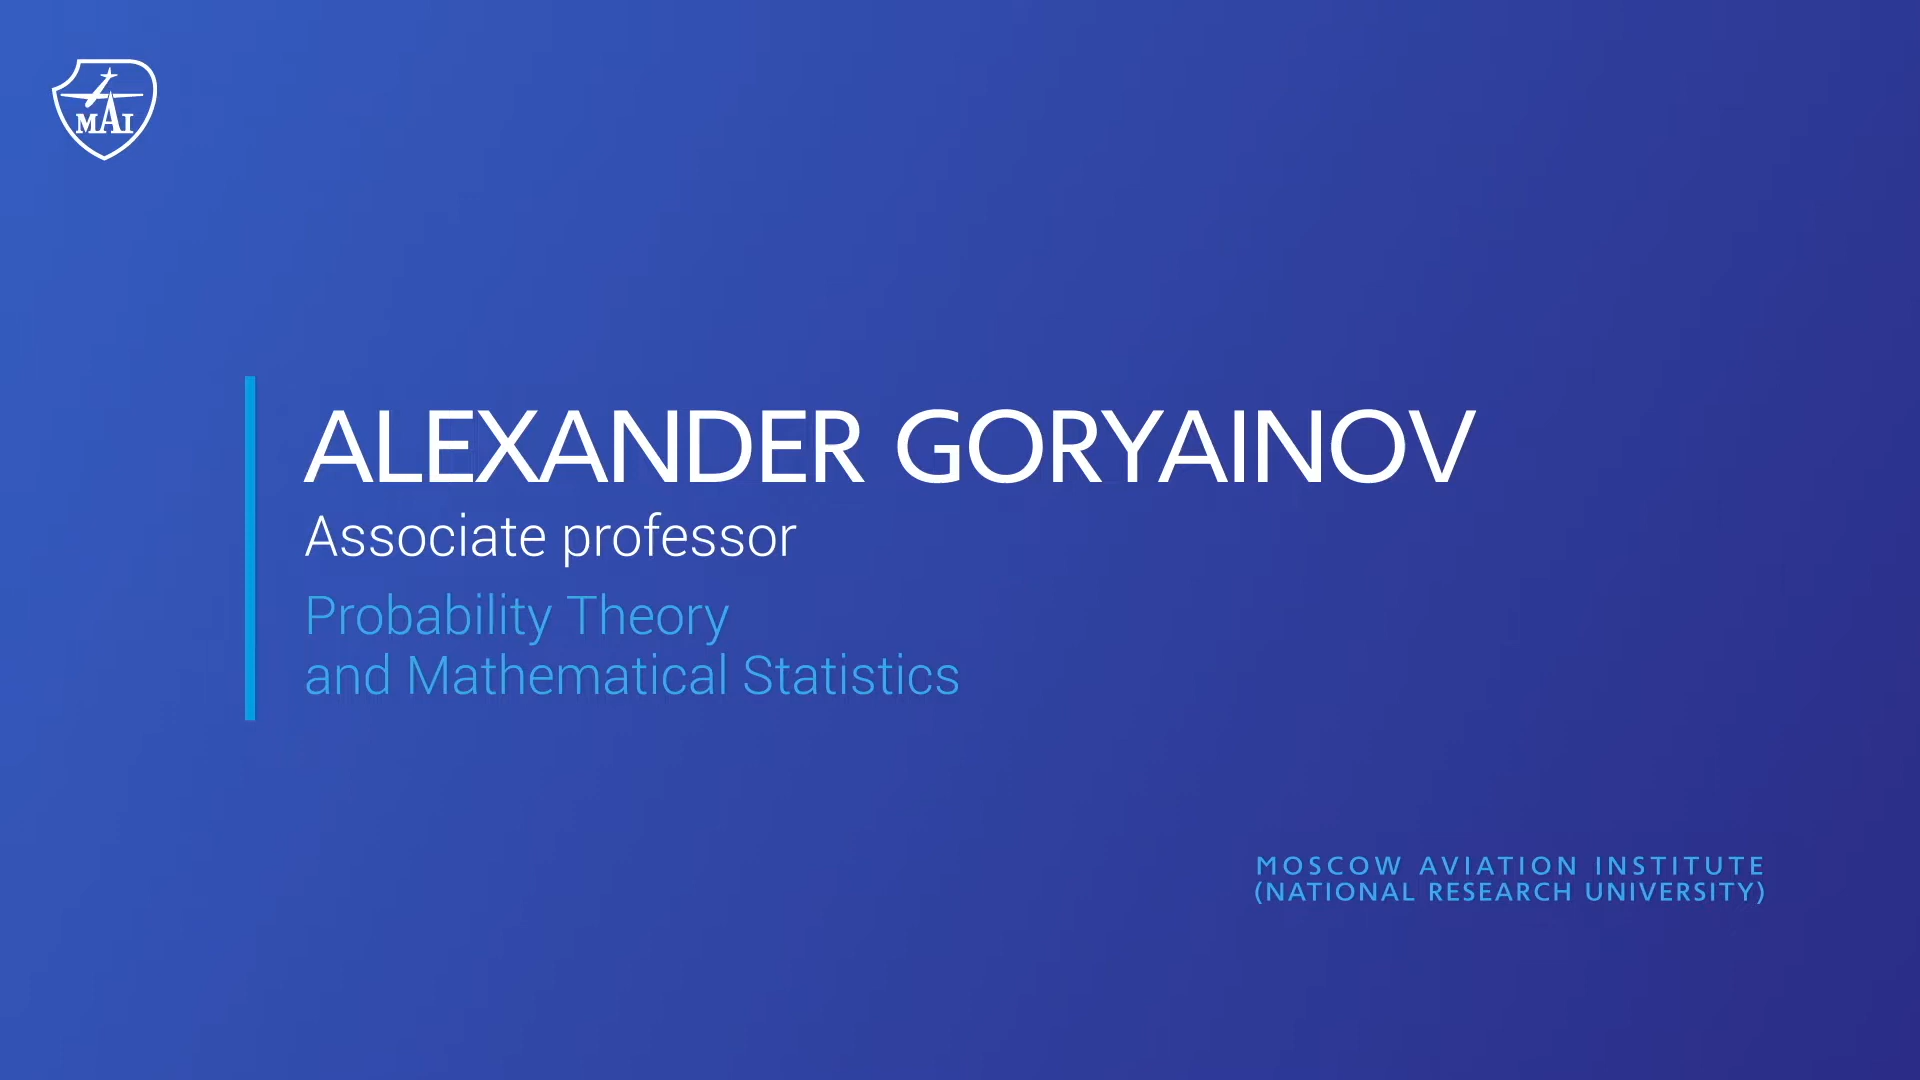 MAI
ALEXANDER GORYAINOV
Associate professor
Probability Theory
and Mathematical Statistics
MOSCOW AVIATION INSTITUTE
(NATIONAL RESEARCH UNIVERSITY)